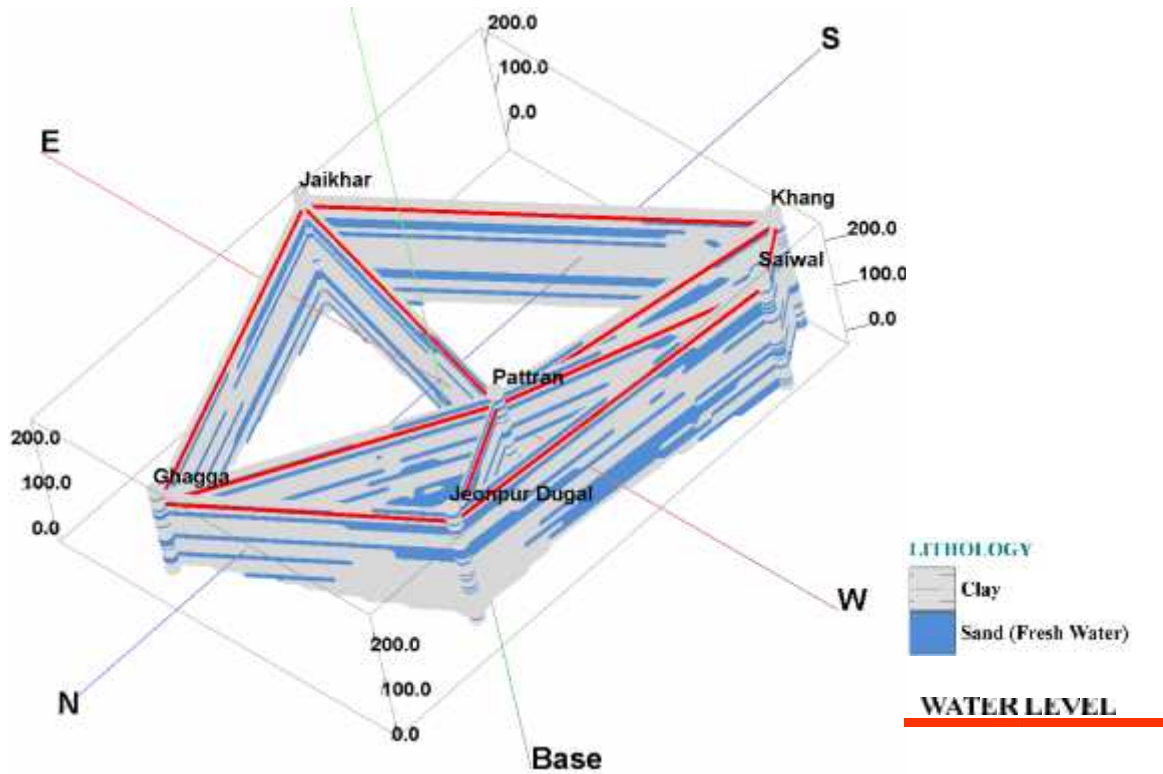 200.0
S
100.0
0.0
E
Jaikhar
Khang
200.0
Saiwal
100.0
0.0
Pattran
200.0
Ghagga
100.0
Jeonpur Dugal
0.0
LITHOLOGY
Clay
W
Sand (Fresh Water)
200.0
100.0
N
WATER LEVEL
0.0
Base